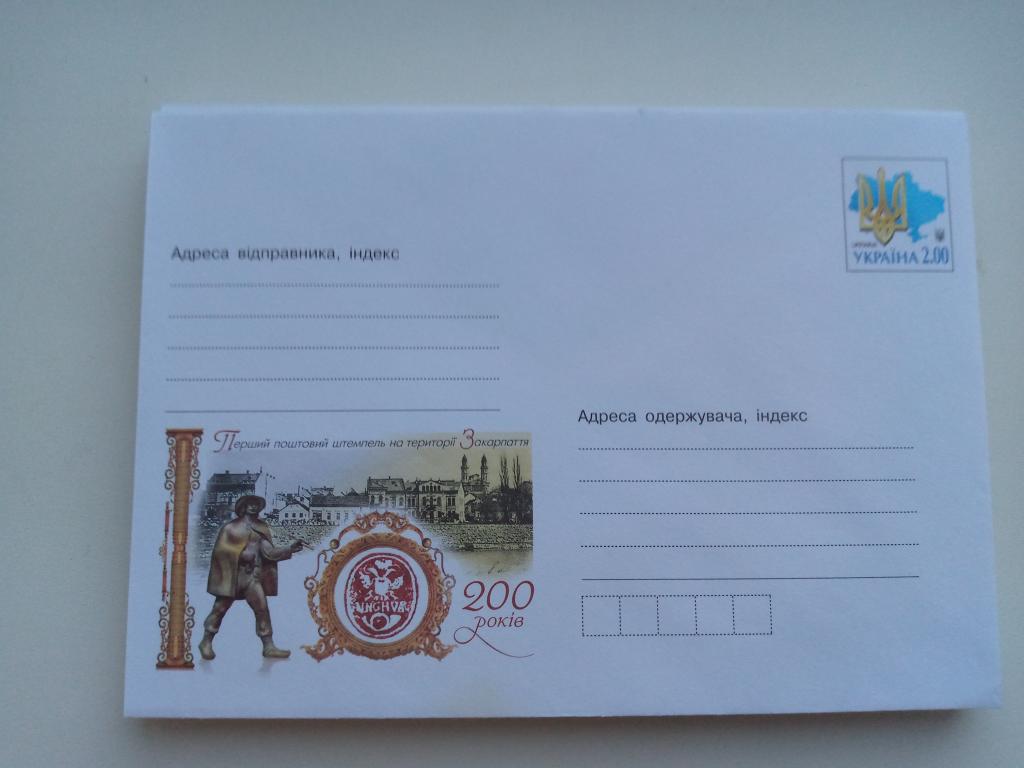 УКРАЇНА 2.00
Адреса відправника, індекс
Адреса одержувача, індекс
Перший поштовий штемпель на території Закарпаття
UNGHVAR
200
років